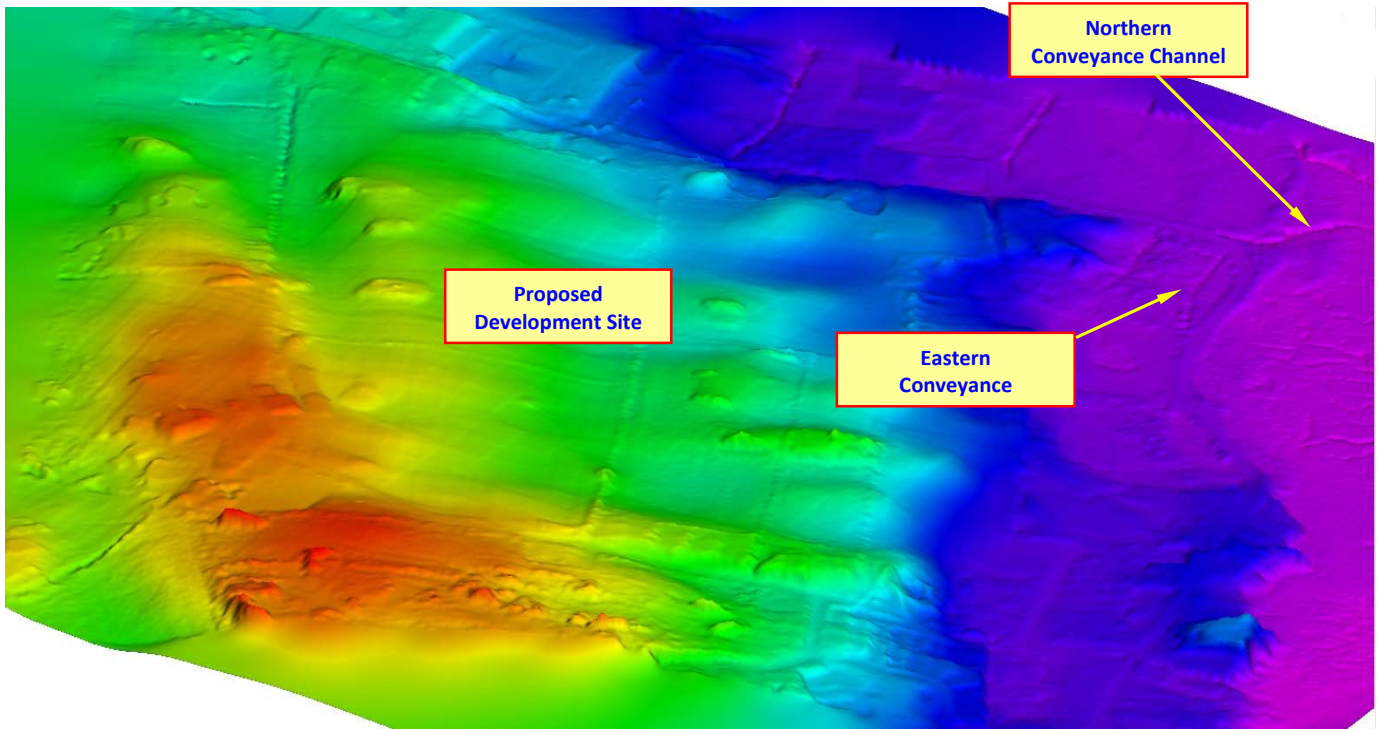 Northern
Conveyance Channel
Proposed
Development Site
Eastern
Conveyance